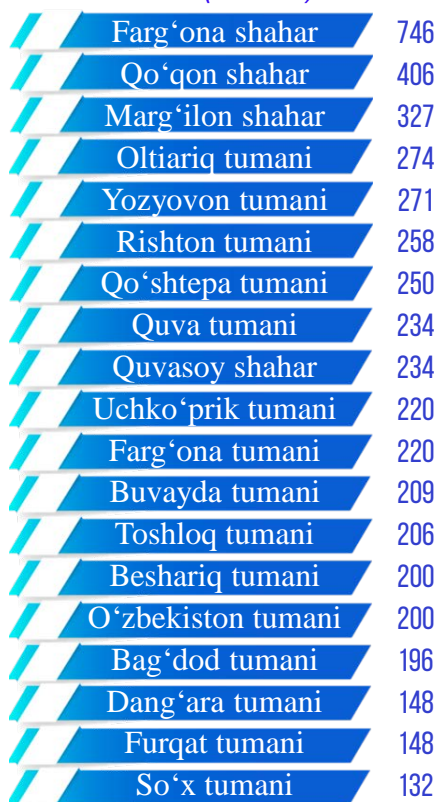 Farg‘ona shahar 746
Qo‘qon shahar 406
Marg‘ilon shahar 327
Oltiariq tumani 274
Yozyovon tumani 271
Rishton tumani 258
Qo‘shtepa tumani 250
Quva tumani 234
Quvasoy shahar 234
Uchko‘prik tumani 220
Farg‘ona tumani 220
Buvayda tumani 209
Toshloq tumani 206
Beshariq tumani 200
O‘zbekiston tumani 200
Bag‘dod tumani 196
Dang‘ara tumani 148
Furqat tumani 148
So‘x tumani 132